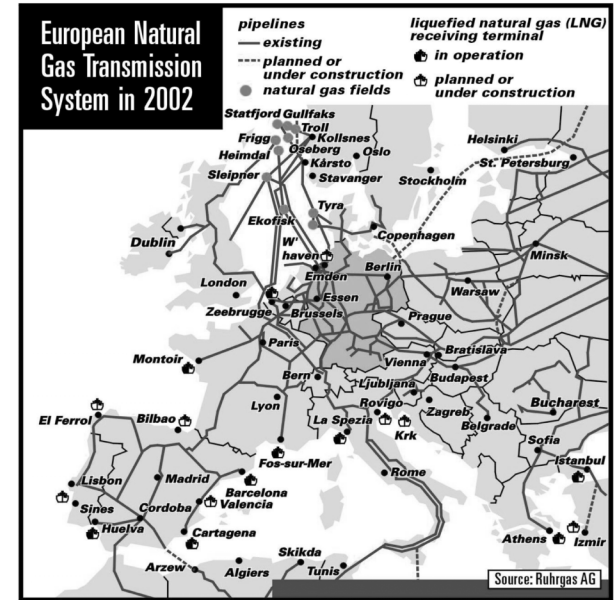 European Natural
Gas Transmission
System in 2002
pipelines
existing
planned or
under construction
natural gas fields
liquefied natural gas (LNG)
receiving terminal
in operation
planned or
under construction
Statfjord Gullfaks
Troll
Frigg
Kollsnes
Oseberg
Oslo
Heimdal
Kårsto
Sleipner
Stavanger
Helsinki
St. Petersburg
Stockholm
Tyra
Ekofisk
Copenhagen
Dublin
W'
haven
Minsk
Emden
Berlin
London
Essen
Warsaw
Zeebrugge
Brussels
Prague
Paris
Montoir
Vienna
Bratislava
Bern
Budapest
Ljubljana
Lyon
Rovigo
Zagreb
Bucharest
El Ferrol
Bilbao
La Spezia
Krk
Belgrade
Sofia
Fos-sur-Mer
Istanbul
Lisbon
Madrid
Barcelona
Rome
Valencia
Sines
Cordoba
Huelva
Cartagena
Athens
Izmir
Skikda
Arzew
Algiers
Tunis
Source: Ruhrgas AG